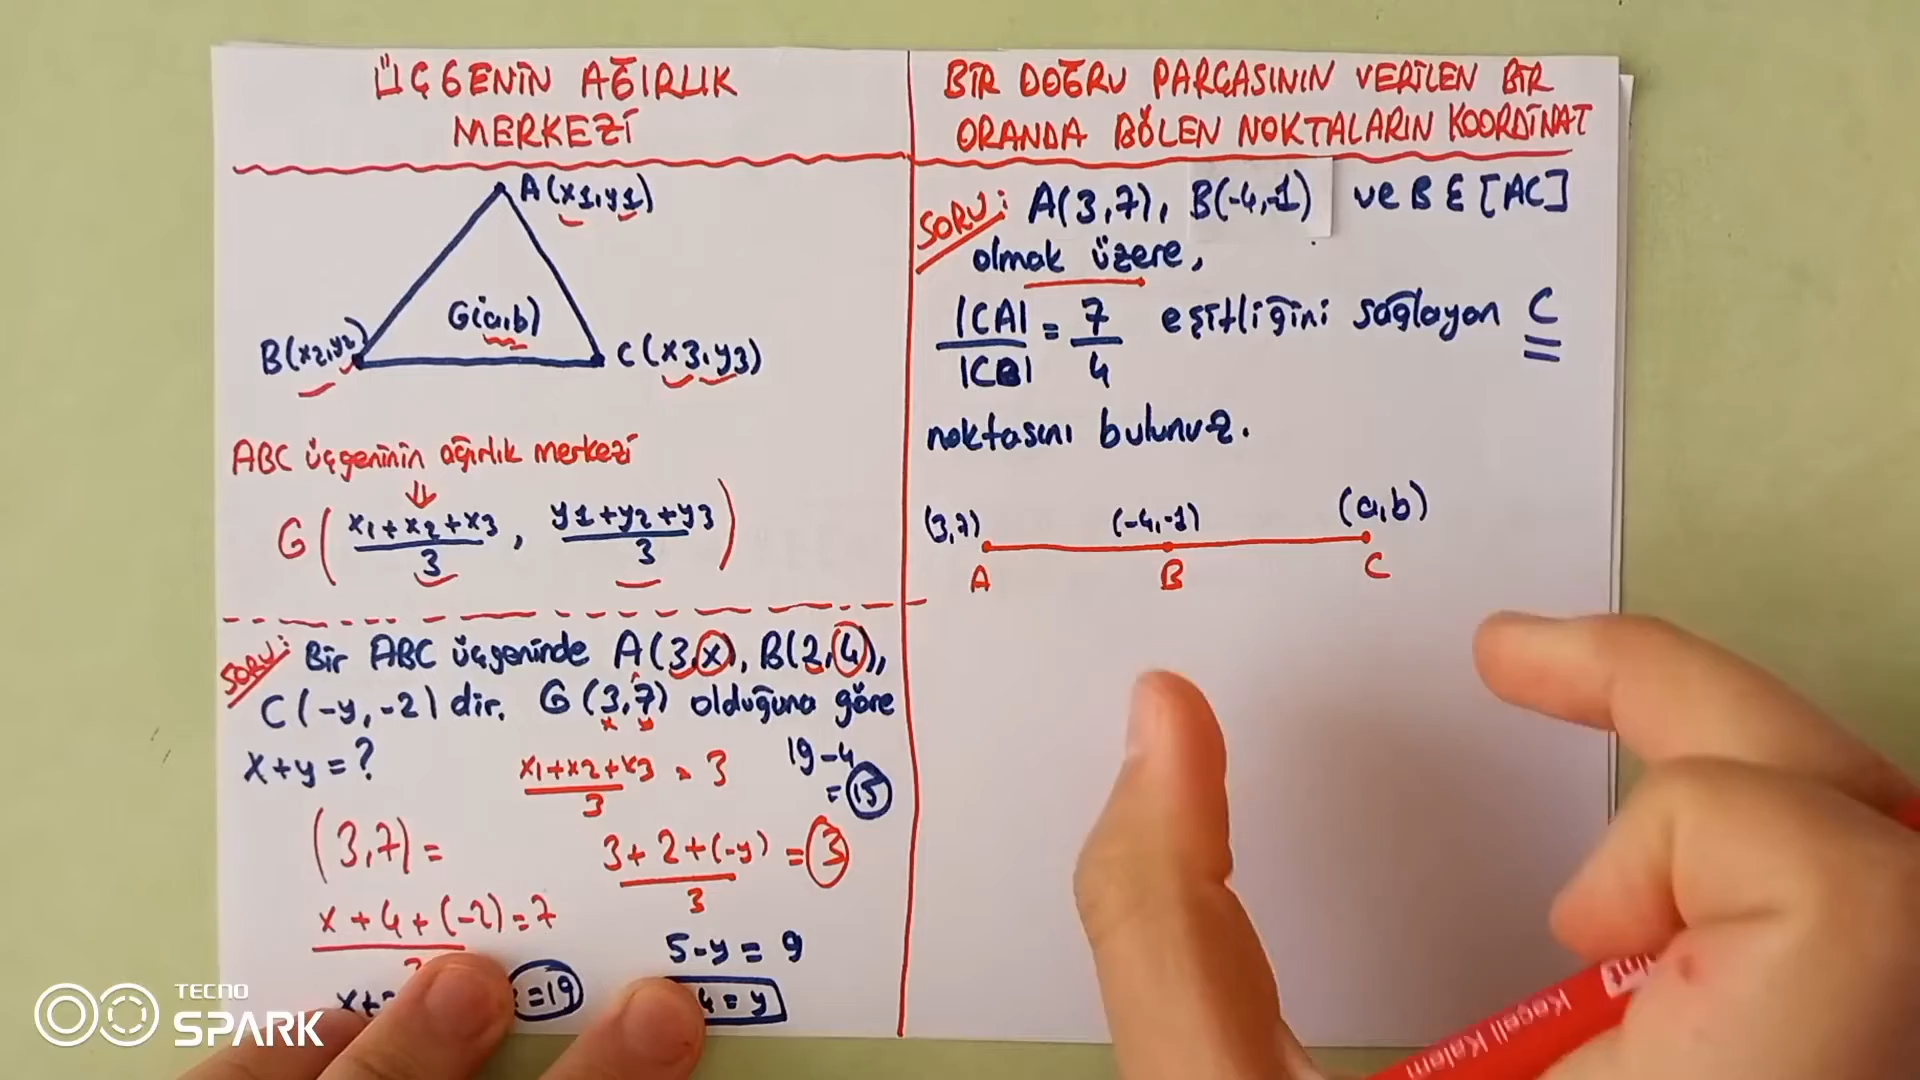 ÜÇGENİN AĞIRLIK
MERKEZİ
A(x1,y1)
G(a,b)
B(x2,y2)
C(x3,y3)
ABC üçgeninin ağırlık merkezi
⇓
G(x1+x2+x3/3, y1+y2+y3/3)
SORU: Bir ABC üçgeninde A(3,x), B(2,4),
C(-y,-2) dir. G(3,7) olduğuna göre
x y
x+y=?
x1+x2+x3/3 = 3
19-4
=15
(3,7)=
3+2+(-y)/3 = 3
x+4+(-2)=7
5-y=9
=19
4=y
BİR DOĞRU PARÇASININ VERİLEN BİR
ORANDA BÖLEN NOKTALARIN KOORDİNAT
SORU: A(3,7), B(-4,-1) ve B E [AC]
olmak üzere,
|CA|/|CB| = 7/4 eşitliğini sağlayan C
noktasını bulunuz.
(3,7) (-4,-1) (a,b)
A B C
TECNO
SPARK
Keçeli Kalem